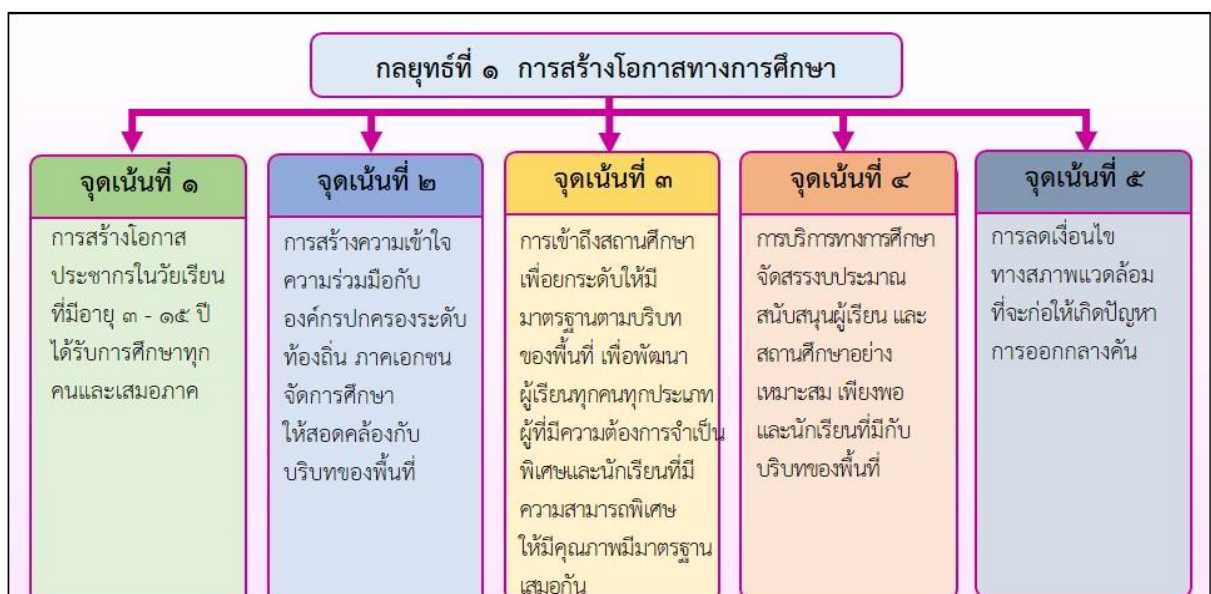 กลยุทธ์ที่ ๑ การสร้างโอกาสทางการศึกษา
จุดเน้นที่ ๑
การสร้างโอกาส
ประชากรในวัยเรียน
ที่มีอายุ ๓ - ๑๕ ปี
ได้รับการศึกษาทุก
คนและเสมอภาค
จุดเน้นที่ ๒
การสร้างความเข้าใจ
ความร่วมมือกับ
องค์กรปกครองระดับ
ท้องถิ่น ภาคเอกชน
จัดการศึกษา
ให้สอดคล้องกับ
บริบทของพื้นที่
จุดเน้นที่ ๓
การเข้าถึงสถานศึกษา
เพื่อยกระดับให้มี
มาตรฐานตามบริบท
ของพื้นที่ เพื่อพัฒนา
ผู้เรียนทุกคนทุกประเภท
ผู้ที่มีความต้องการจำเป็น
พิเศษและนักเรียนที่มี
ความสามารถพิเศษ
ให้มีคุณภาพมีมาตรฐาน
เสมอกัน
จุดเน้นที่ ๔
การบริการทางการศึกษา
จัดสรรงบประมาณ
สนับสนุนผู้เรียน และ
สถานศึกษาอย่าง
เหมาะสม เพียงพอ
และนักเรียนที่มีกับ
บริบทของพื้นที่
จุดเน้นที่ ๕
การลดเงื่อนไข
ทางสภาพแวดล้อม
ที่จะก่อให้เกิดปัญหา
การออกกลางคัน